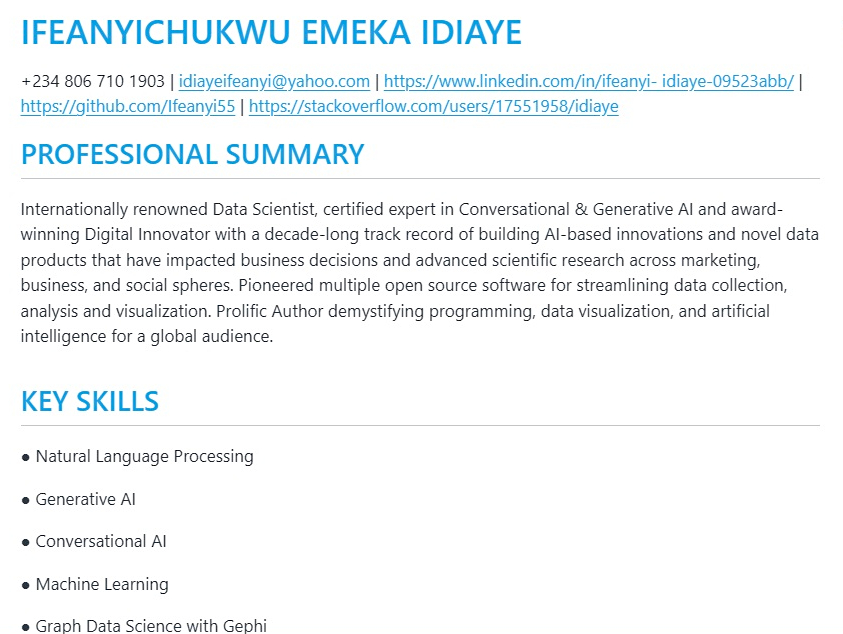 IFEANYICHUKWU EMEKA IDIAYE
+234 806 710 1903 | idiayeifeanyi@yahoo.com | https://www.linkedin.com/in/ifeanyi- idiaye-09523abb/ |
https://github.com/Ifeanyi55 | https://stackoverflow.com/users/17551958/idiaye
PROFESSIONAL SUMMARY
Internationally renowned Data Scientist, certified expert in Conversational & Generative AI and award-
winning Digital Innovator with a decade-long track record of building AI-based innovations and novel data
products that have impacted business decisions and advanced scientific research across marketing,
business, and social spheres. Pioneered multiple open source software for streamlining data collection,
analysis and visualization. Prolific Author demystifying programming, data visualization, and artificial
intelligence for a global audience.
KEY SKILLS
● Natural Language Processing
● Generative AI
● Conversational AI
● Machine Learning
● Graph Data Science with Gephi